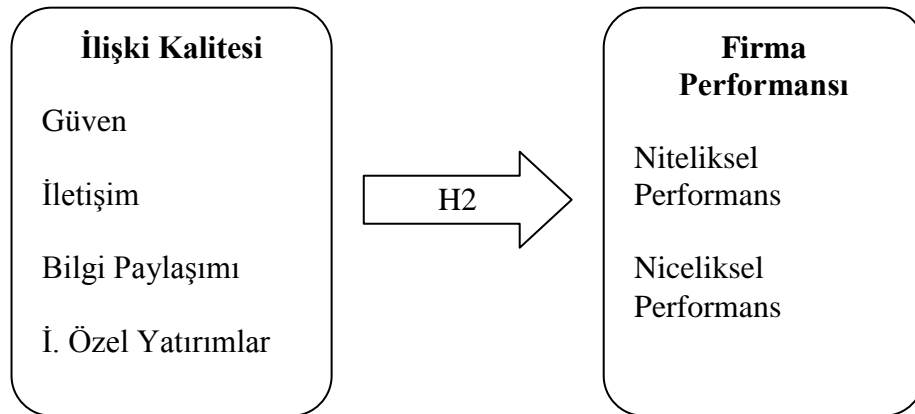 İlişki Kalitesi
Güven
İletişim
Bilgi Paylaşımı
İ. Özel Yatırımlar
H2
Firma
Performansı
Niteliksel
Performans
Niceliksel
Performans